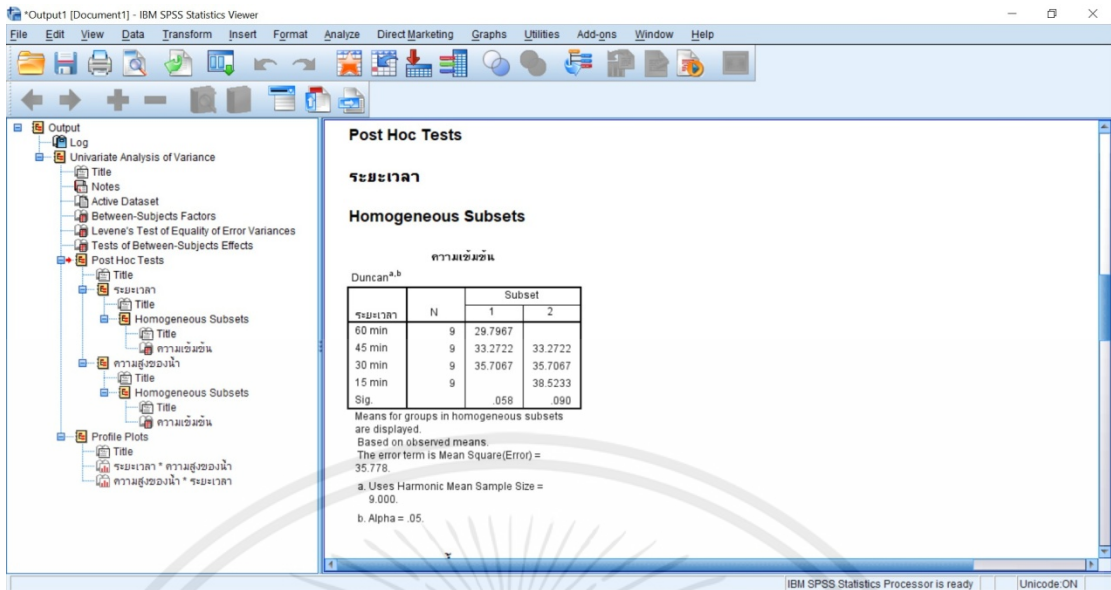 *Output1 [Document1] - IBM SPSS Statistics Viewer
File Edit View Data Transform Insert Format Analyze Direct Marketing Graphs Utilities Add-ons Window Help
Output
Log
Univariate Analysis of Variance
Title
Notes
Active Dataset
Between-Subjects Factors
Levene's Test of Equality of Error Variances
Tests of Between-Subjects Effects
Post Hoc Tests
Title
ระยะเวลา
Title
Homogeneous Subsets
Title
ความเข้มข้น
ความสูงของน้ำ
Title
Homogeneous Subsets
Title
ความเข้มข้น
Profile Plots
Title
ระยะเวลา * ความสูงของน้ำ
ความสูงของน้ำ * ระยะเวลา
Post Hoc Tests
ระยะเวลา
Homogeneous Subsets
ความเข้มข้น
Duncan a,b
Subset
ระยะเวลา N 1 2
60 min 9 29.7967
45 min 9 33.2722 33.2722
30 min 9 35.7067 35.7067
15 min 9 38.5233
Sig. .058 .090
Means for groups in homogeneous subsets
are displayed.
Based on observed means.
The error term is Mean Square(Error) =
35.778.
a. Uses Harmonic Mean Sample Size =
9.000.
b. Alpha = .05.
IBM SPSS Statistics Processor is ready Unicode:ON